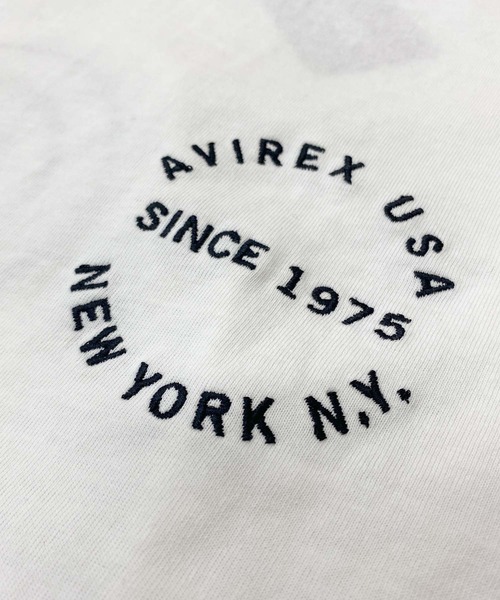 AVIREX USA
SINCE 1975
NEW YORK N.Y.